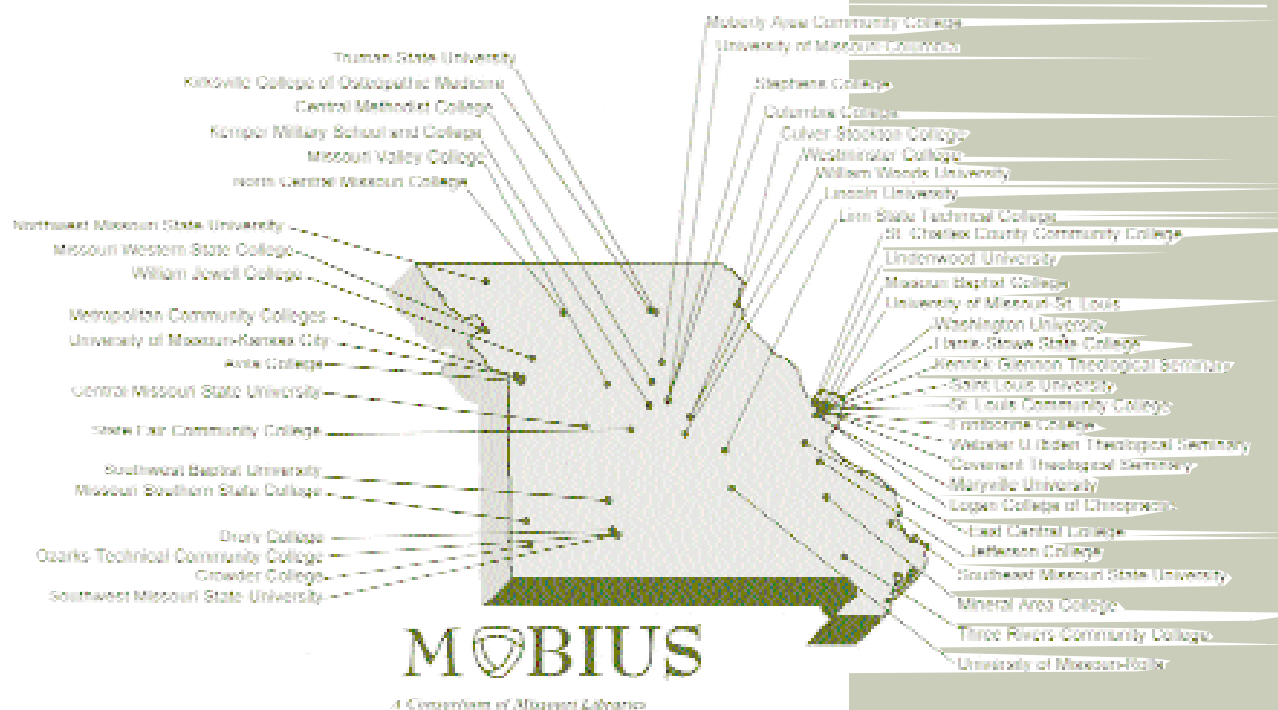 Moberly Area Community College
University of Missouri-Columbia
Truman State University
Kirksville College of Osteopathic Medicine
Stephens College
Central Methodist College
Columbia College
Kemper Military School and College
Culver Stockton College
Missouri Valley College
Westminster College
William Woods University
North Central Missouri College
Lincoln University
Linn State Technical College
Northwest Missouri State University
St. Charles County Community College
Missouri Western State College
Lindenwood University
William Jewell College
Missouri Baptist College
University of Missouri-St. Louis
Metropolitan Community Colleges
Washington University
University of Missouri-Kansas City
Harris-Stowe State College
Avila College
Kenrick Glennon Theological Seminary
Saint Louis University
Central Missouri State University
St. Louis Community College
Fontbonne College
State Fair Community College
Webster U./Eden Theological Seminary
Covenant Theological Seminary
Southwest Baptist University
Maryville University
Missouri Southern State College
Logan College of Chiropractic
East Central College
Drury College
Jefferson College
Ozarks Technical Community College
Crowder College
Southeast Missouri State University
Southwest Missouri State University
Mineral Area College
Three Rivers Community College
University of Missouri-Rolla
MOBIUS
A Consortium of Missouri Libraries